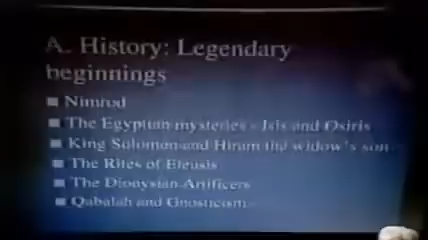 A. History: Legendary
beginnings
Nimrod
The Egyptian mysteries - Isis and Osiris
King Solomon and Hiram the widow's son
The Rites of Eleusis
The Dionysian Artificers
Qabalah and Gnosticism